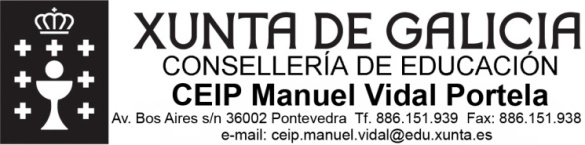 XUNTA DE GALICIA
CONSELLERÍA DE EDUCACIÓN
CEIP Manuel Vidal Portela
Av. Bos Aires s/n 36002 Pontevedra Tf. 886.151.939 Fax: 886.151.938
e-mail: ceip.manuel.vidal@edu.xunta.es